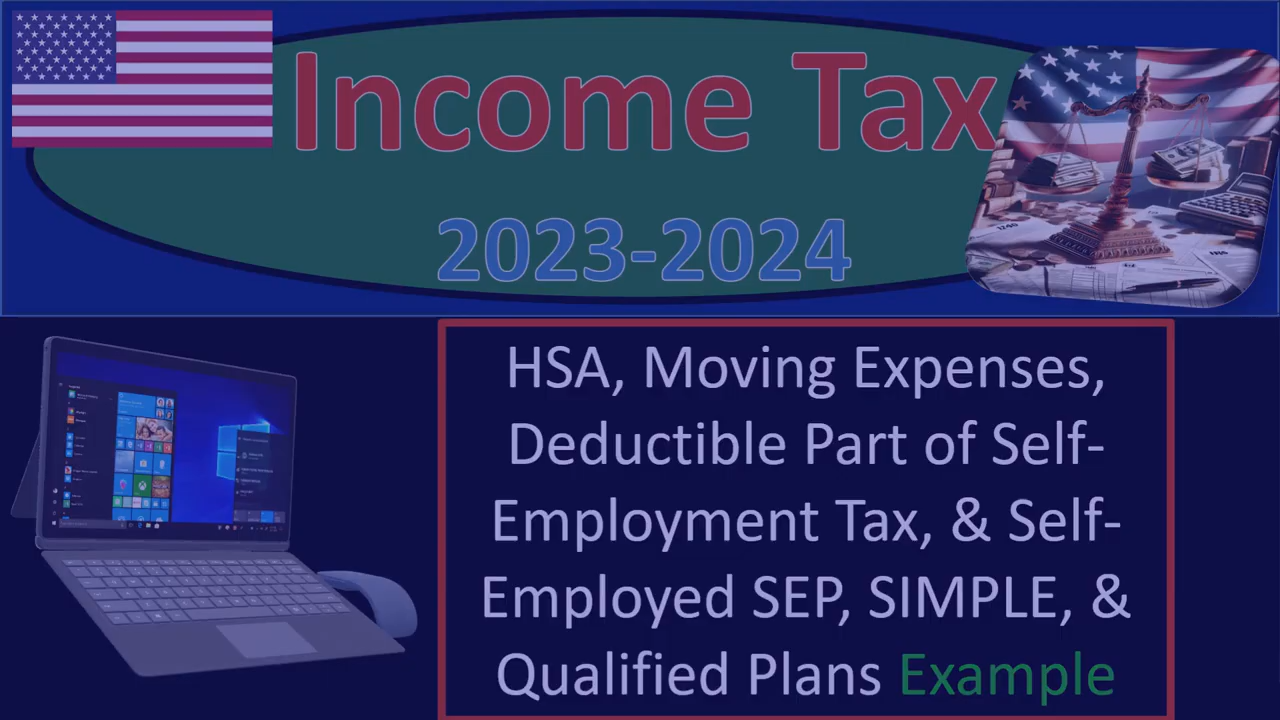 Income Tax
2023-2024
HSA, Moving Expenses,
Deductible Part of Self-
Employment Tax, & Self-
Employed SEP, SIMPLE, &
Qualified Plans Example